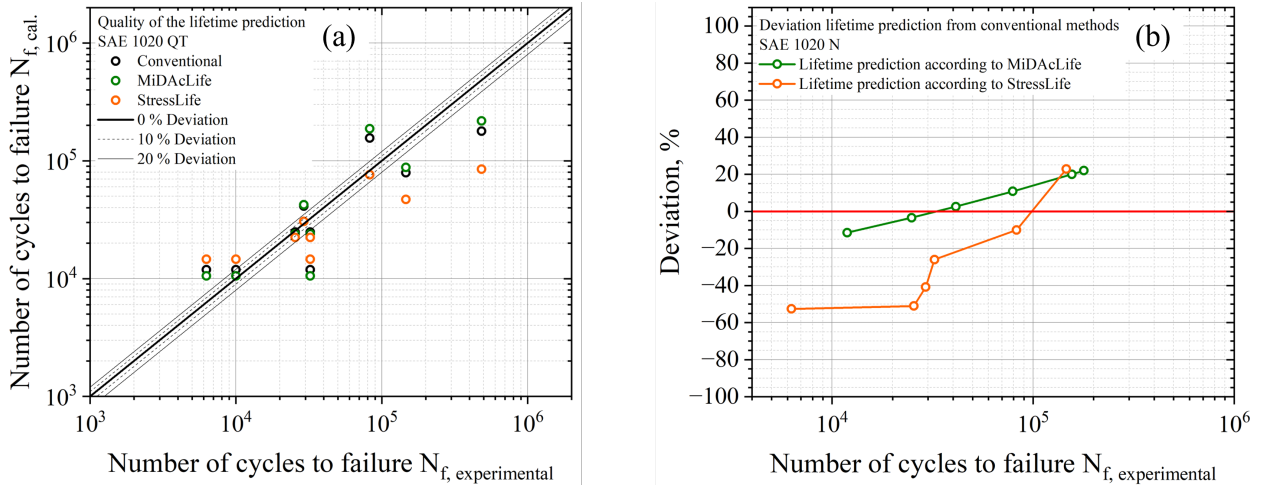 Quality of the lifetime prediction
SAE 1020 QT
(a)
Conventional
MiDAcLife
StressLife
0 % Deviation
10 % Deviation
20 % Deviation
Number of cycles to failure N_f, cal.
10^6
10^5
10^4
10^3
10^3 10^4 10^5 10^6
Number of cycles to failure N_f, experimental
Deviation lifetime prediction from conventional methods
SAE 1020 N
(b)
Lifetime prediction according to MiDAcLife
Lifetime prediction according to StressLife
Deviation, %
100
80
60
40
20
0
−20
−40
−60
−80
−100
10^4 10^5 10^6
Number of cycles to failure N_f, experimental